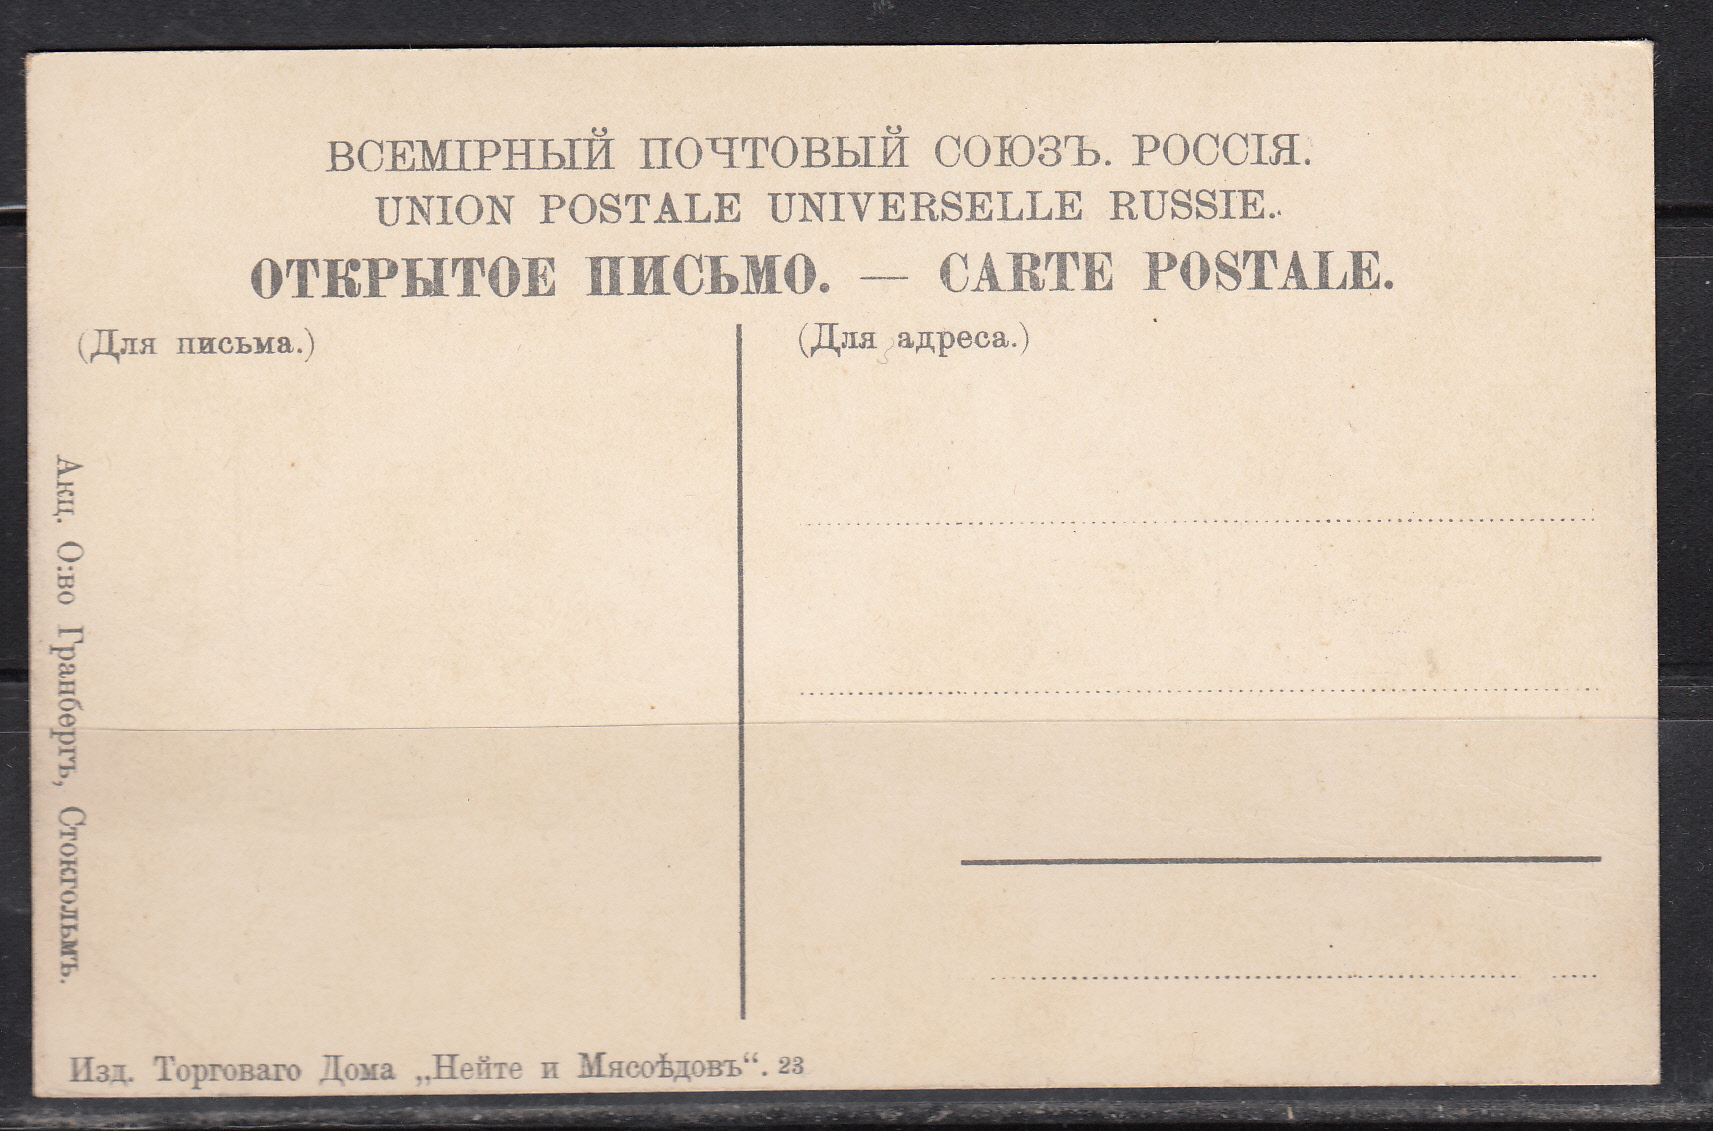 ВСЕМІРНЫЙ ПОЧТОВЫЙ СОЮЗЪ. РОССІЯ.
UNION POSTALE UNIVERSELLE RUSSIE.
ОТКРЫТОЕ ПИСЬМО. — CARTE POSTALE.
(Для письма.)
(Для адреса.)
Акц. О:во Гранбергъ, Стокгольмъ.
Изд. Торговаго Дома „Нейте и Мясоѣдовъ“. 23